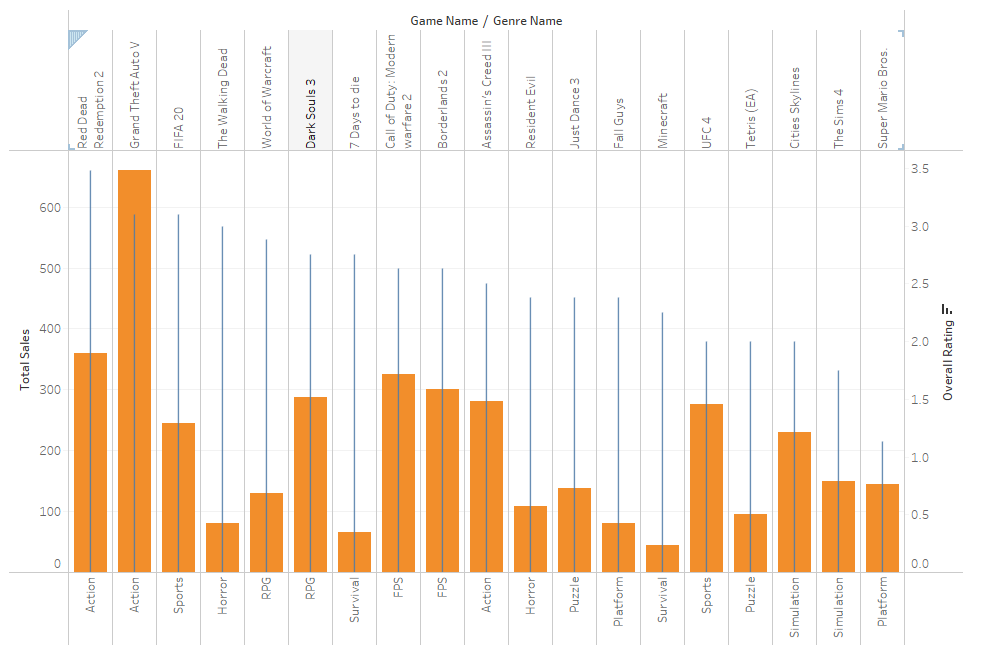 Game Name / Genre Name
Red Dead
Redemption 2
Grand Theft Auto V
FIFA 20
The Walking Dead
World of Warcraft
Dark Souls 3
7 Days to die
Call of Duty: Modern
warfare 2
Borderlands 2
Assassin's Creed III
Resident Evil
Just Dance 3
Fall Guys
Minecraft
UFC 4
Tetris (EA)
Cities Skylines
The Sims 4
Super Mario Bros.
Total Sales
600
500
400
300
200
100
0
3.5
3.0
2.5
2.0
1.5
1.0
0.5
0.0
Overall Rating
Action
Action
Sports
Horror
RPG
RPG
Survival
FPS
FPS
Action
Horror
Puzzle
Platform
Survival
Sports
Puzzle
Simulation
Simulation
Platform